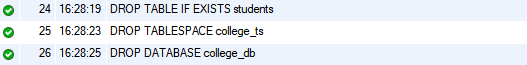 24 16:28:19 DROP TABLE IF EXISTS students
25 16:28:23 DROP TABLESPACE college_ts
26 16:28:25 DROP DATABASE college_db